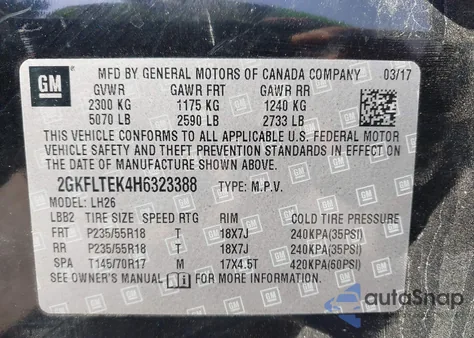 GM
MFD BY GENERAL MOTORS OF CANADA COMPANY 03/17
GVWR GAWR FRT GAWR RR
2300 KG 1175 KG 1240 KG
5070 LB 2590 LB 2733 LB
THIS VEHICLE CONFORMS TO ALL APPLICABLE U.S. FEDERAL MOTOR
VEHICLE SAFETY AND THEFT PREVENTION STANDARDS IN EFFECT ON
THE DATE OF MANUFACTURE SHOWN ABOVE.
2GKFLTEK4H6323388 TYPE: M.P.V.
MODEL: LH26
LBB2 TIRE SIZE SPEED RTG RIM COLD TIRE PRESSURE
FRT P235/55R18 T 18X7J 240KPA(35PSI)
RR P235/55R18 T 18X7J 240KPA(35PSI)
SPA T145/70R17 M 17X4.5T 420KPA(60PSI)
SEE OWNER'S MANUAL FOR MORE INFORMATION
autoSnap